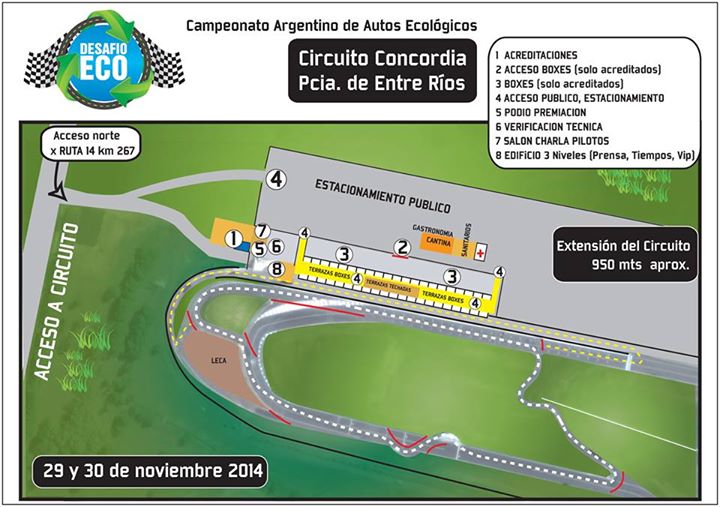 DESAFIO
ECO
Campeonato Argentino de Autos Ecológicos
Circuito Concordia
Pcia. de Entre Ríos
1 ACREDITACIONES
2 ACCESO BOXES (solo acreditados)
3 BOXES (solo acreditados)
4 ACCESO PUBLICO, ESTACIONAMIENTO
5 PODIO PREMIACION
6 VERIFICACION TECNICA
7 SALON CHARLA PILOTOS
8 EDIFICIO 3 Niveles (Prensa, Tiempos, Vip)
Acceso norte
x RUTA 14 km 267
ACCESO A CIRCUITO
4
ESTACIONAMIENTO PUBLICO
GASTRONOMIA
CANTINA
SANITARIOS
1
7
5
6
8
4
3
2
3
4
Extensión del Circuito
950 mts aprox.
TERRAZAS BOXES
4
TERRAZAS TECHADAS
TERRAZAS BOXES
4
LECA
29 y 30 de noviembre 2014